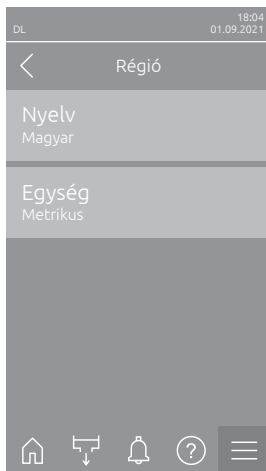 18:04
DL 01.09.2021
Régió
Nyelv
Magyar
Egység
Metrikus
?